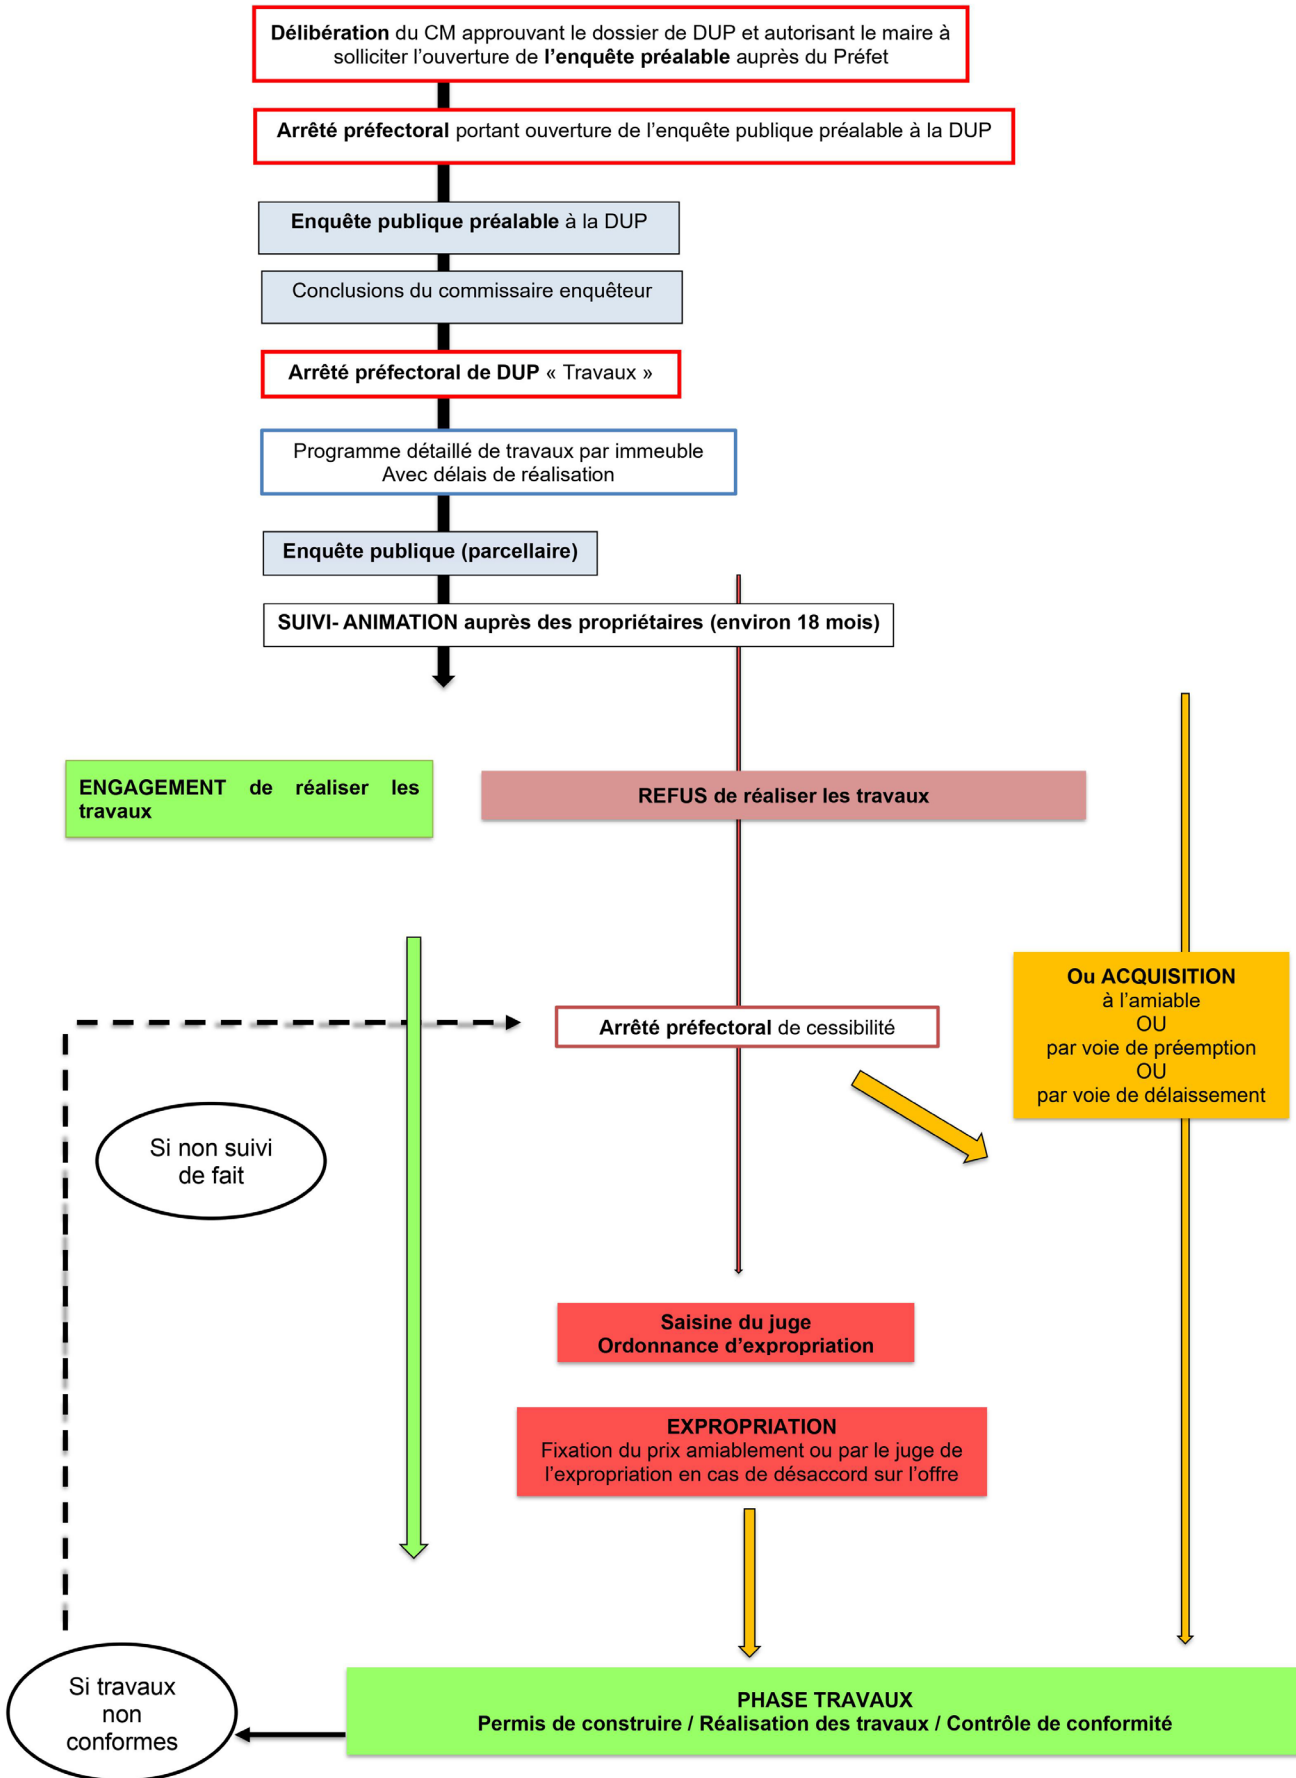 Délibération du CM approuvant le dossier de DUP et autorisant le maire à
solliciter l’ouverture de l’enquête préalable auprès du Préfet
Arrêté préfectoral portant ouverture de l’enquête publique préalable à la DUP
Enquête publique préalable à la DUP
Conclusions du commissaire enquêteur
Arrêté préfectoral de DUP « Travaux »
Programme détaillé de travaux par immeuble
Avec délais de réalisation
Enquête publique (parcellaire)
SUIVI- ANIMATION auprès des propriétaires (environ 18 mois)
ENGAGEMENT de réaliser les
travaux
REFUS de réaliser les travaux
Ou ACQUISITION
à l’amiable
OU
par voie de préemption
OU
par voie de délaissement
Arrêté préfectoral de cessibilité
Si non suivi
de fait
Saisine du juge
Ordonnance d’expropriation
EXPROPRIATION
Fixation du prix amiablement ou par le juge de
l’expropriation en cas de désaccord sur l’offre
Si travaux
non
conformes
PHASE TRAVAUX
Permis de construire / Réalisation des travaux / Contrôle de conformité